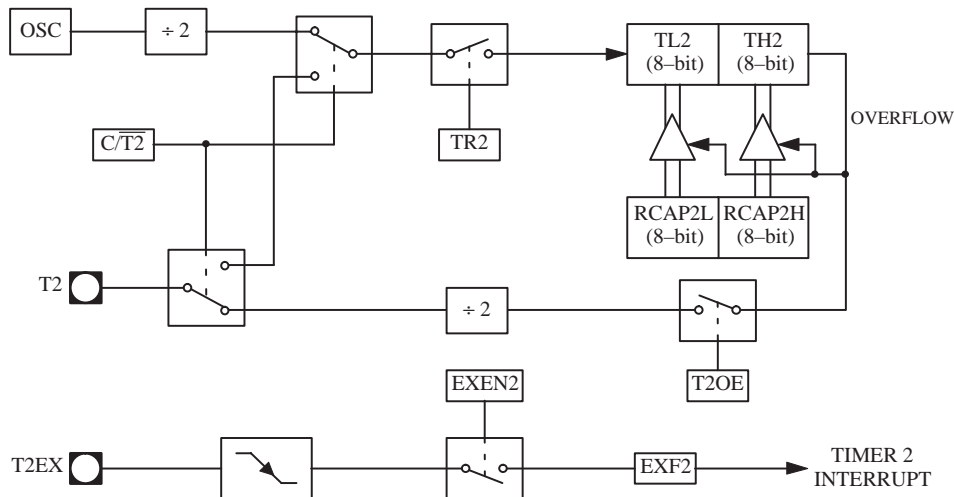 OSC
÷ 2
TL2
(8–bit)
TH2
(8–bit)
C/T2
TR2
OVERFLOW
RCAP2L
(8–bit)
RCAP2H
(8–bit)
T2
÷ 2
T2OE
EXEN2
T2EX
EXF2
TIMER 2
INTERRUPT